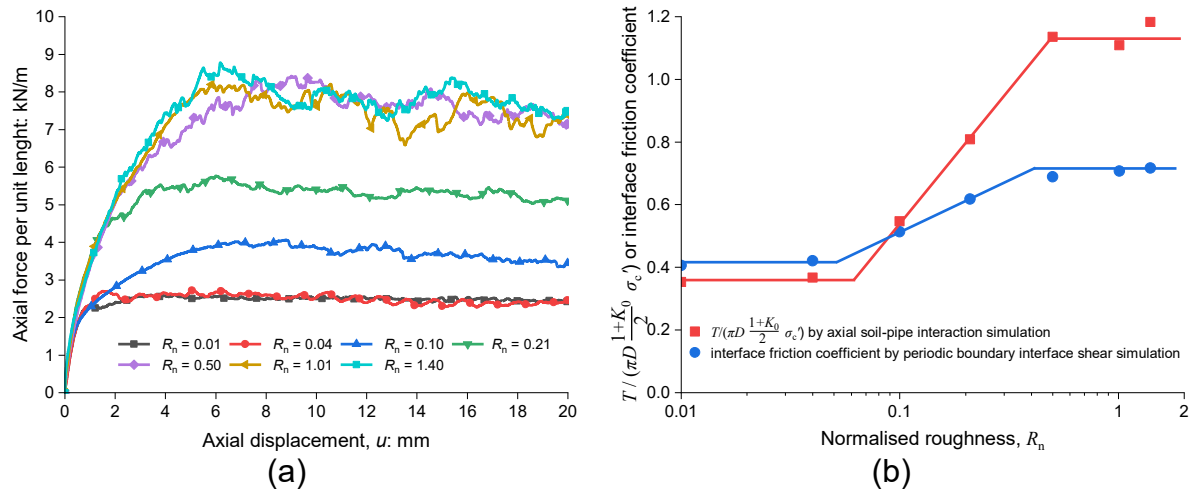 (a)
10
9
8
7
6
5
4
3
2
1
0
Axial force per unit lenght: kN/m
Rn = 0.01 Rn = 0.04 Rn = 0.10 Rn = 0.21
Rn = 0.50 Rn = 1.01 Rn = 1.40
0 2 4 6 8 10 12 14 16 18 20
Axial displacement, u: mm
(a)
(b)
1.2
1.0
0.8
0.6
0.4
0.2
0.0
T / (πD (1+K0)/2 σc′) or interface friction coefficient
T/(πD (1+K0)/2 σc′) by axial soil-pipe interaction simulation
interface friction coefficient by periodic boundary interface shear simulation
0.01 0.1 1 2
Normalised roughness, Rn
(b)